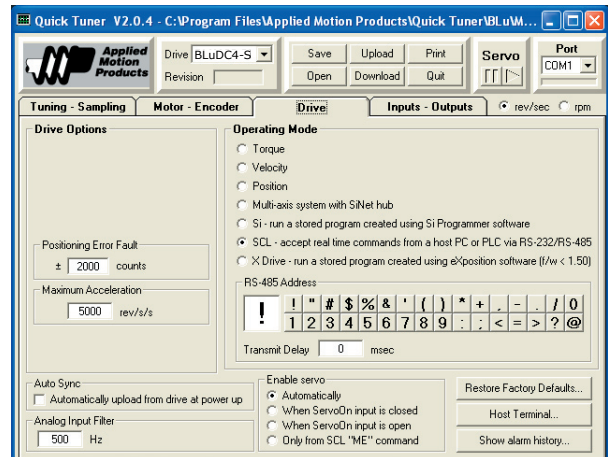 Quick Tuner V2.0.4 - C:\Program Files\Applied Motion Products\Quick Tuner\BLu\M...
Applied Motion Products
Drive BLuDC4-S
Revision
Save Upload Print
Open Download Quit
Servo
Port
COM1
Tuning - Sampling Motor - Encoder Drive Inputs - Outputs rev/sec rpm
Drive Options
Positioning Error Fault
± 2000 counts
Maximum Acceleration
5000 rev/s/s
Operating Mode
Torque
Velocity
Position
Multi-axis system with SiNet hub
Si - run a stored program created using Si Programmer software
SCL - accept real time commands from a host PC or PLC via RS-232/RS-485
X Drive - run a stored program created using eXposition software (f/w < 1.50)
RS-485 Address
!
! " # $ % & ' ( ) * + , - . / 0
1 2 3 4 5 6 7 8 9 : ; < = > ? @
Transmit Delay 0 msec
Auto Sync
Automatically upload from drive at power up
Analog Input Filter
500 Hz
Enable servo
Automatically
When ServoOn input is closed
When ServoOn input is open
Only from SCL "ME" command
Restore Factory Defaults...
Host Terminal...
Show alarm history...